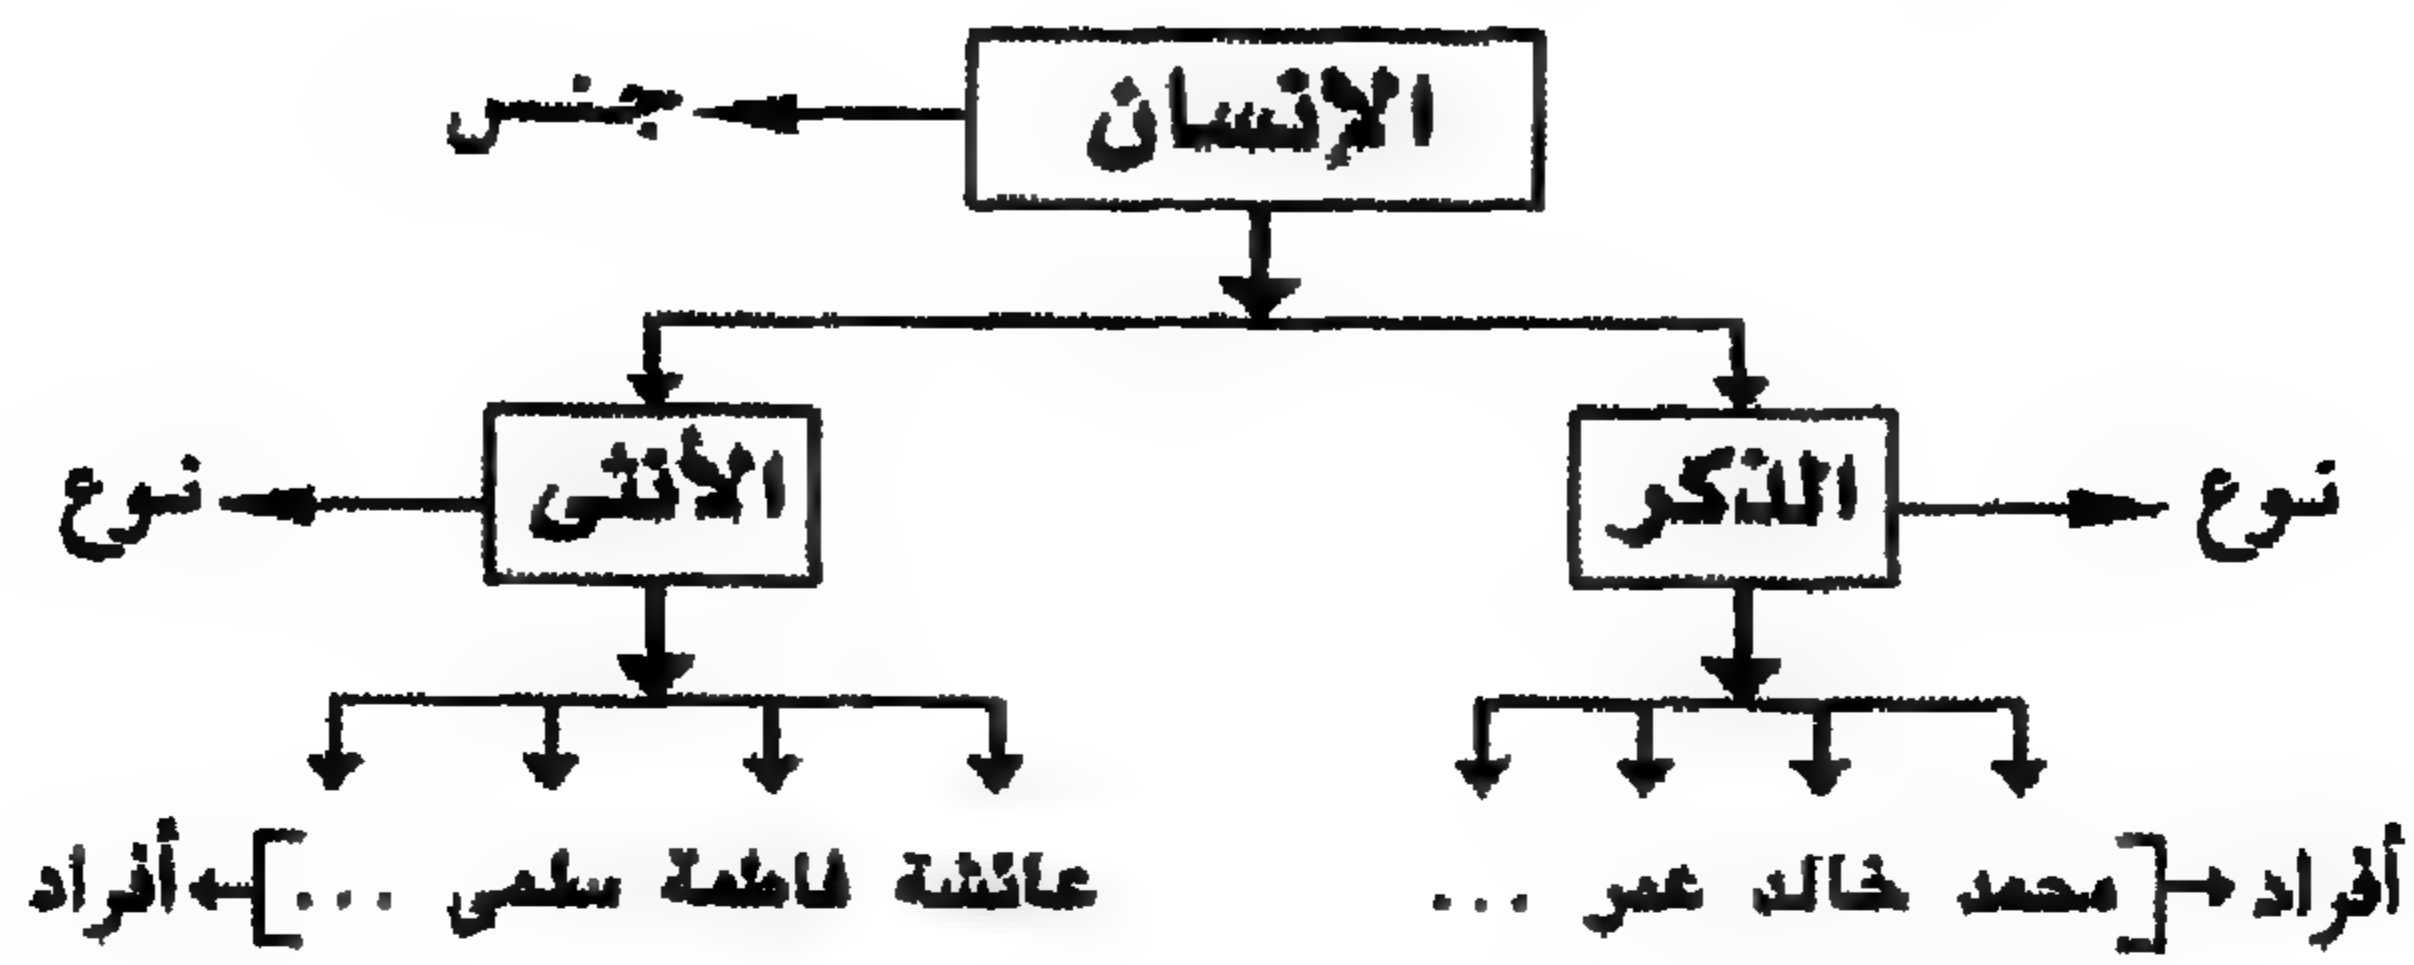 الإنسان جنس
نوع الذكر الأنثى نوع
أفراد محمد خالد عمر ... عائشة فاطمة سلمى ... أفراد